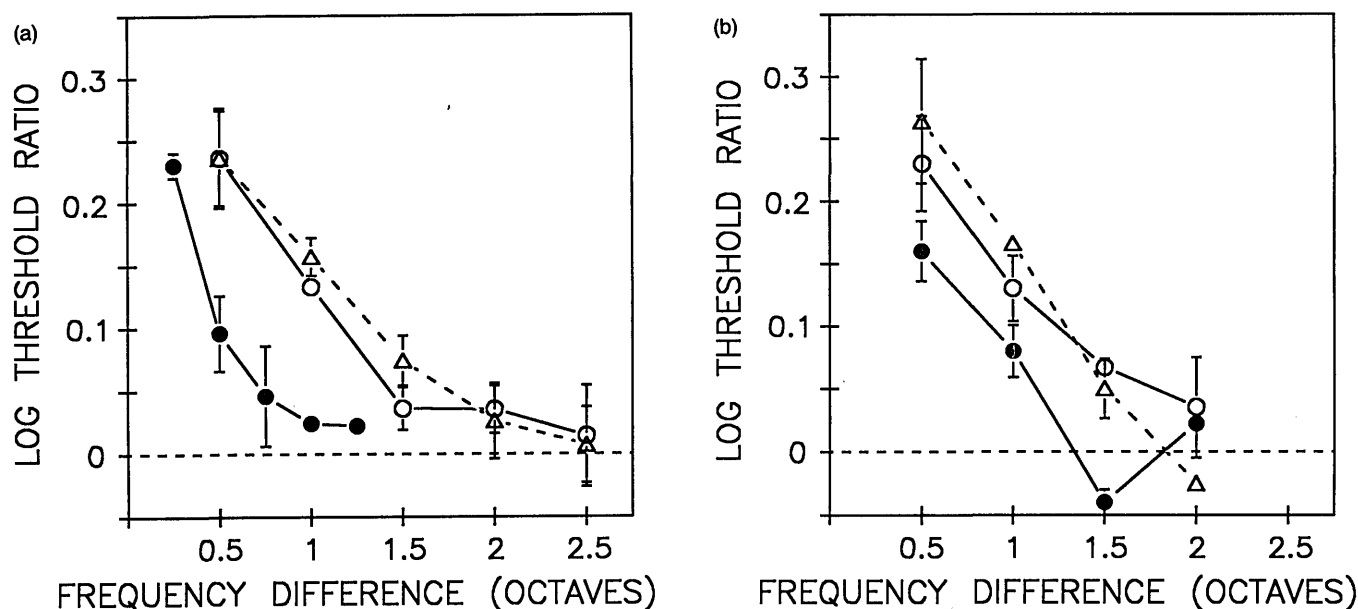 (a)
LOG THRESHOLD RATIO
0.3
0.2
0.1
0
0.5 1 1.5 2 2.5
FREQUENCY DIFFERENCE (OCTAVES)
(b)
LOG THRESHOLD RATIO
0.3
0.2
0.1
0
0.5 1 1.5 2 2.5
FREQUENCY DIFFERENCE (OCTAVES)